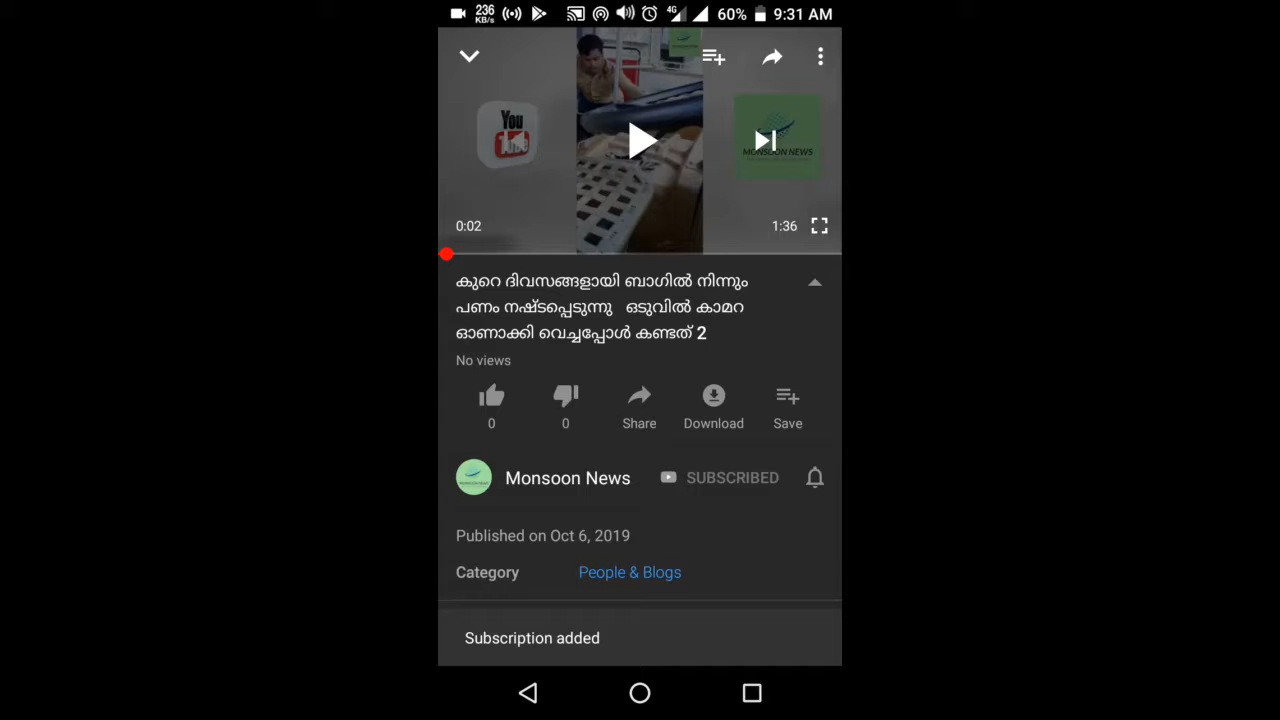 236 KB/s 4G 60% 9:31 AM
You Tube
MONSOON NEWS
0:02 1:36
കുറെ ദിവസങ്ങളായി ബാഗിൽ നിന്നും
പണം നഷ്ടപ്പെടുന്നു ഒടുവിൽ കാമറ
ഓണാക്കി വെച്ചപ്പോൾ കണ്ടത് 2
No views
0 0 Share Download Save
Monsoon News SUBSCRIBED
Published on Oct 6, 2019
Category People & Blogs
Subscription added